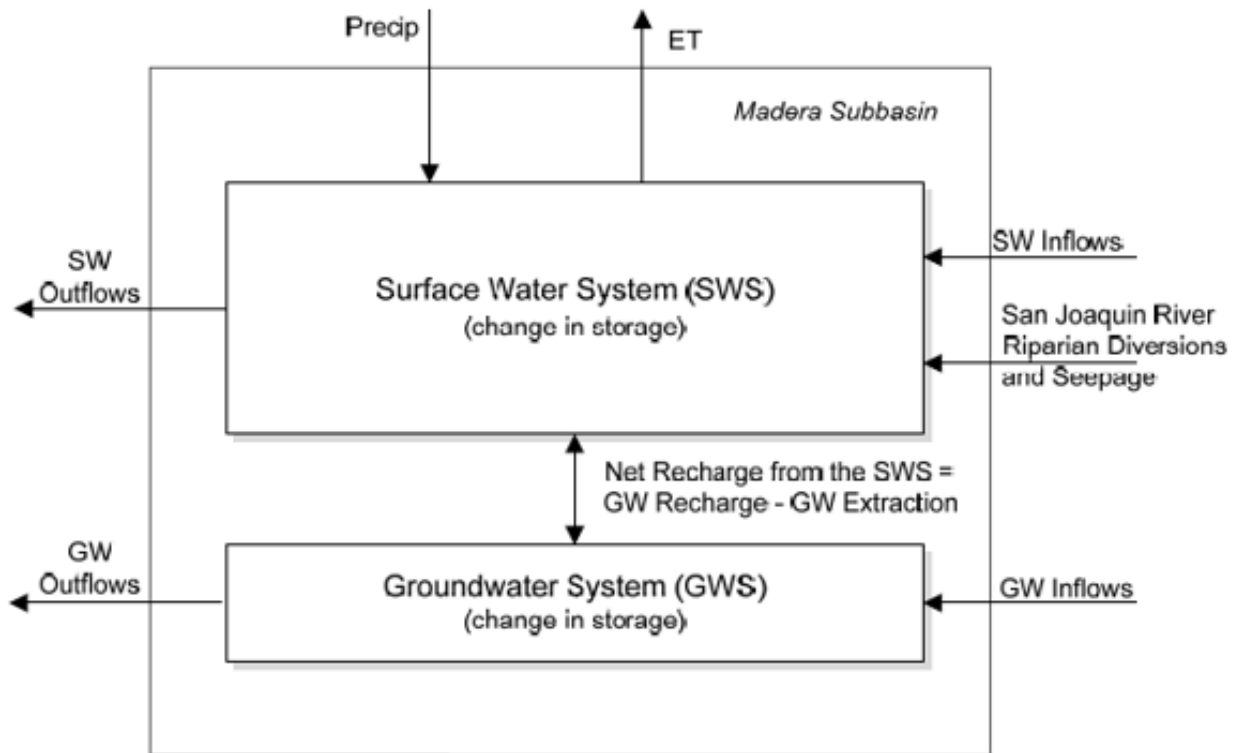 Precip
ET
Madera Subbasin
SW Inflows
SW
Outflows
Surface Water System (SWS)
(change in storage)
San Joaquin River
Riparian Diversions
and Seepage
Net Recharge from the SWS =
GW Recharge - GW Extraction
GW
Outflows
Groundwater System (GWS)
(change in storage)
GW Inflows